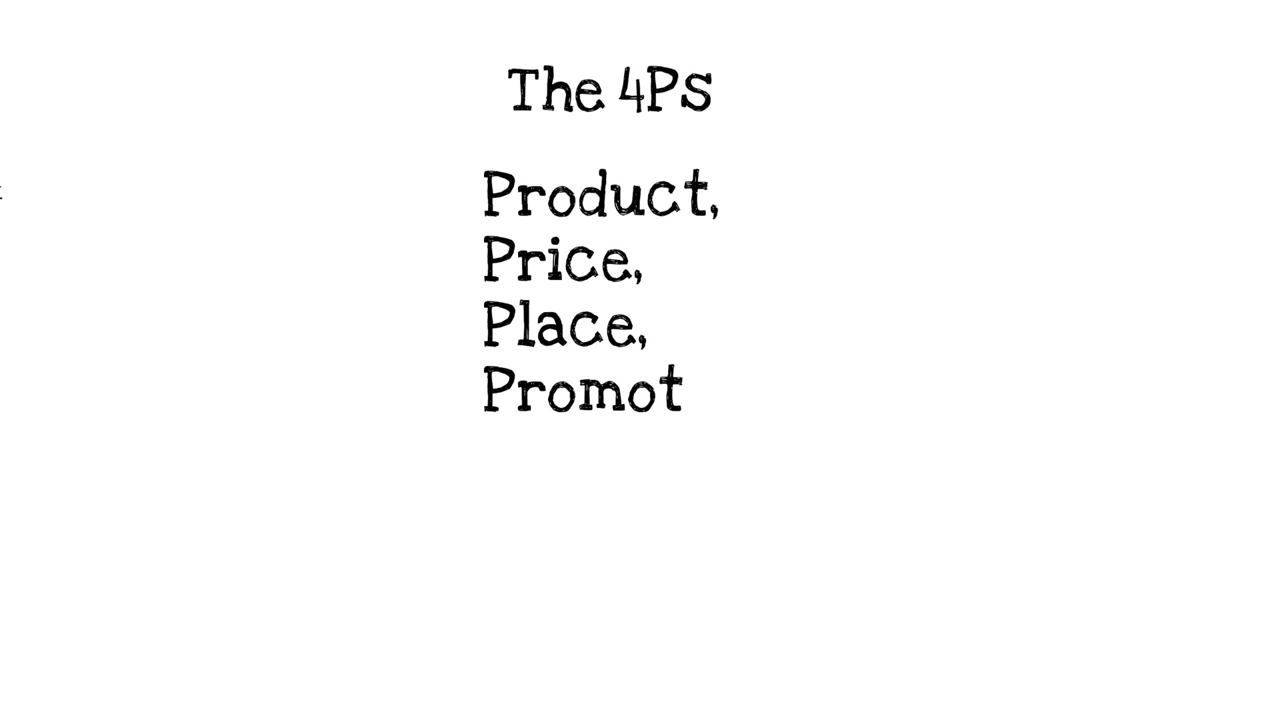 The 4Ps
Product,
Price,
Place,
Promot